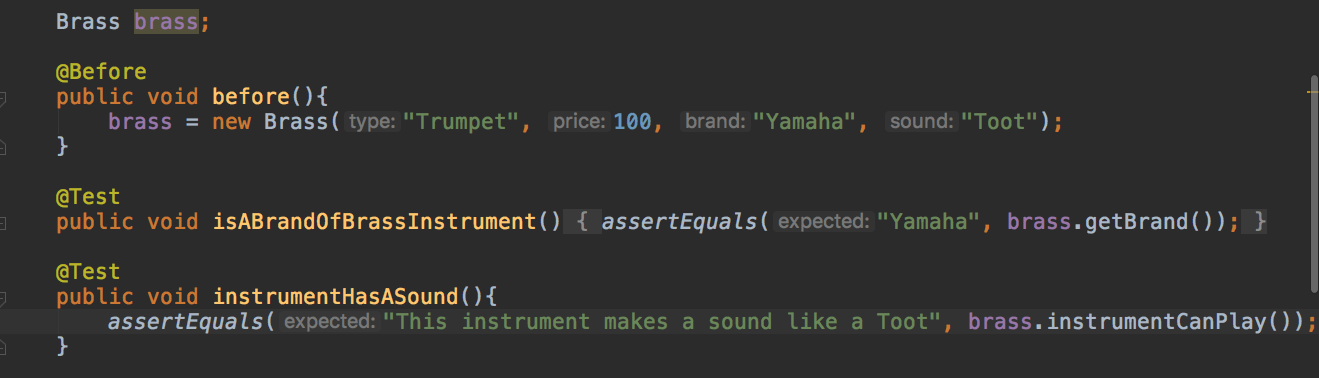 Brass brass;
@Before
public void before(){
brass = new Brass( type: "Trumpet", price: 100, brand: "Yamaha", sound: "Toot");
}
@Test
public void isABrandOfBrassInstrument() { assertEquals( expected: "Yamaha", brass.getBrand()); }
@Test
public void instrumentHasASound(){
assertEquals( expected: "This instrument makes a sound like a Toot", brass.instrumentCanPlay());
}